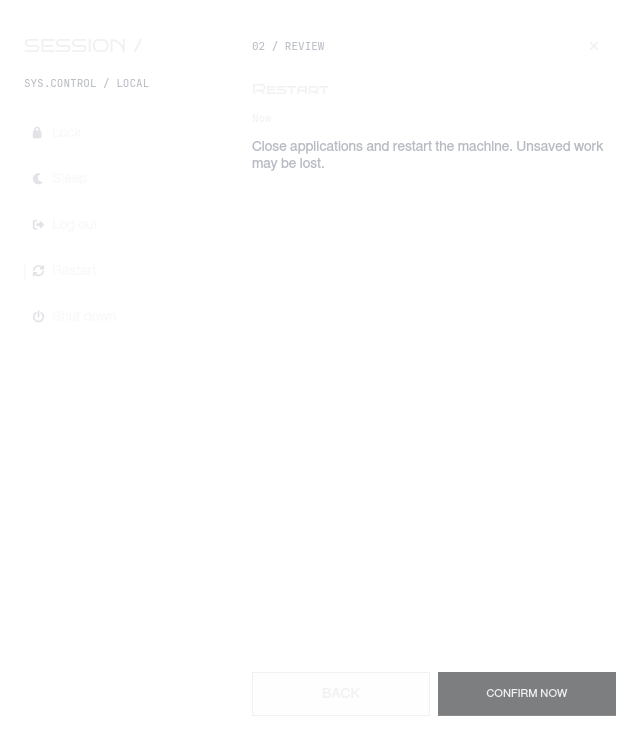 SESSION /
SYS.CONTROL / LOCAL
Lock
Sleep
Log out
Restart
Shut down
02 / REVIEW
Restart
Now
Close applications and restart the machine. Unsaved work
may be lost.
BACK
CONFIRM NOW